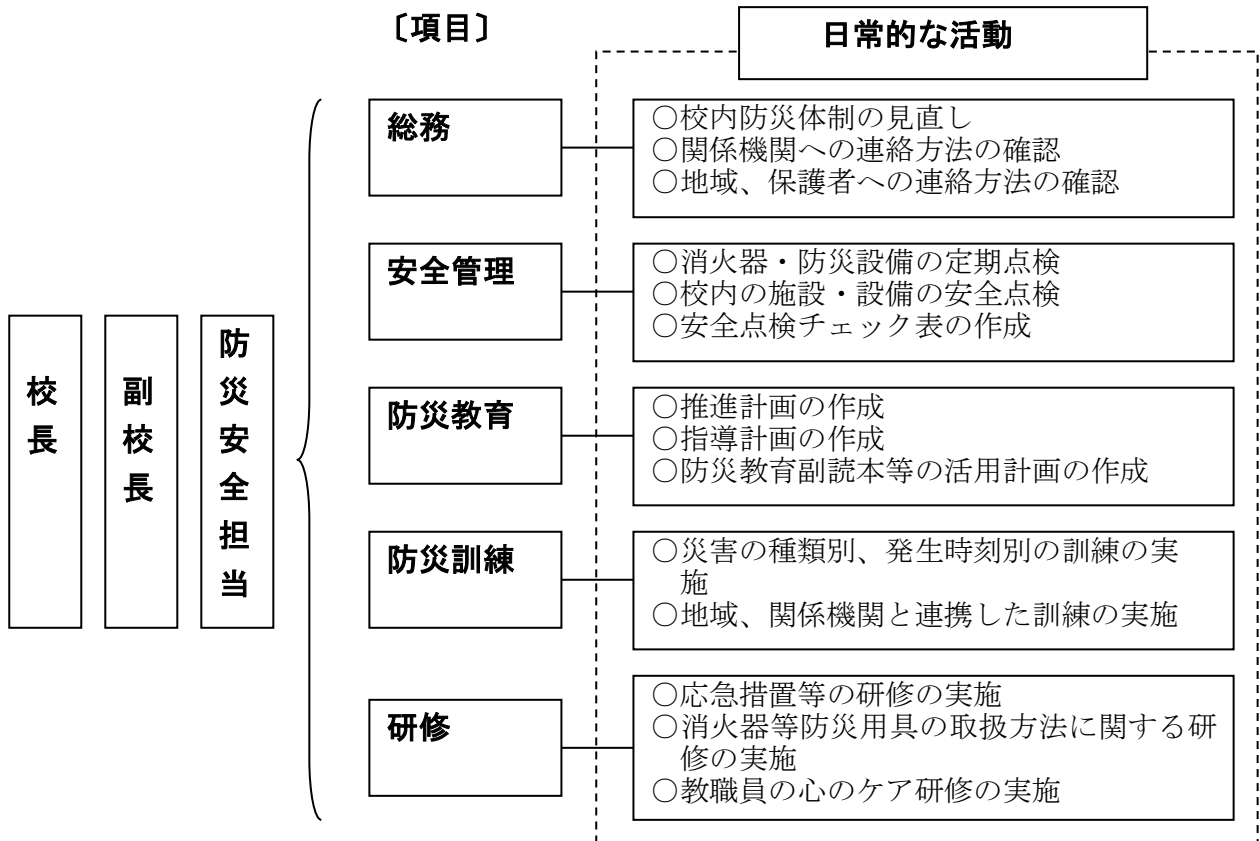 〔項目〕
日常的な活動
校長
副校長
防災安全担当
総務
○校内防災体制の見直し
○関係機関への連絡方法の確認
○地域、保護者への連絡方法の確認
安全管理
○消火器・防災設備の定期点検
○校内の施設・設備の安全点検
○安全点検チェック表の作成
防災教育
○推進計画の作成
○指導計画の作成
○防災教育副読本等の活用計画の作成
防災訓練
○災害の種類別、発生時刻別の訓練の実
施
○地域、関係機関と連携した訓練の実施
研修
○応急措置等の研修の実施
○消火器等防災用具の取扱方法に関する研
修の実施
○教職員の心のケア研修の実施